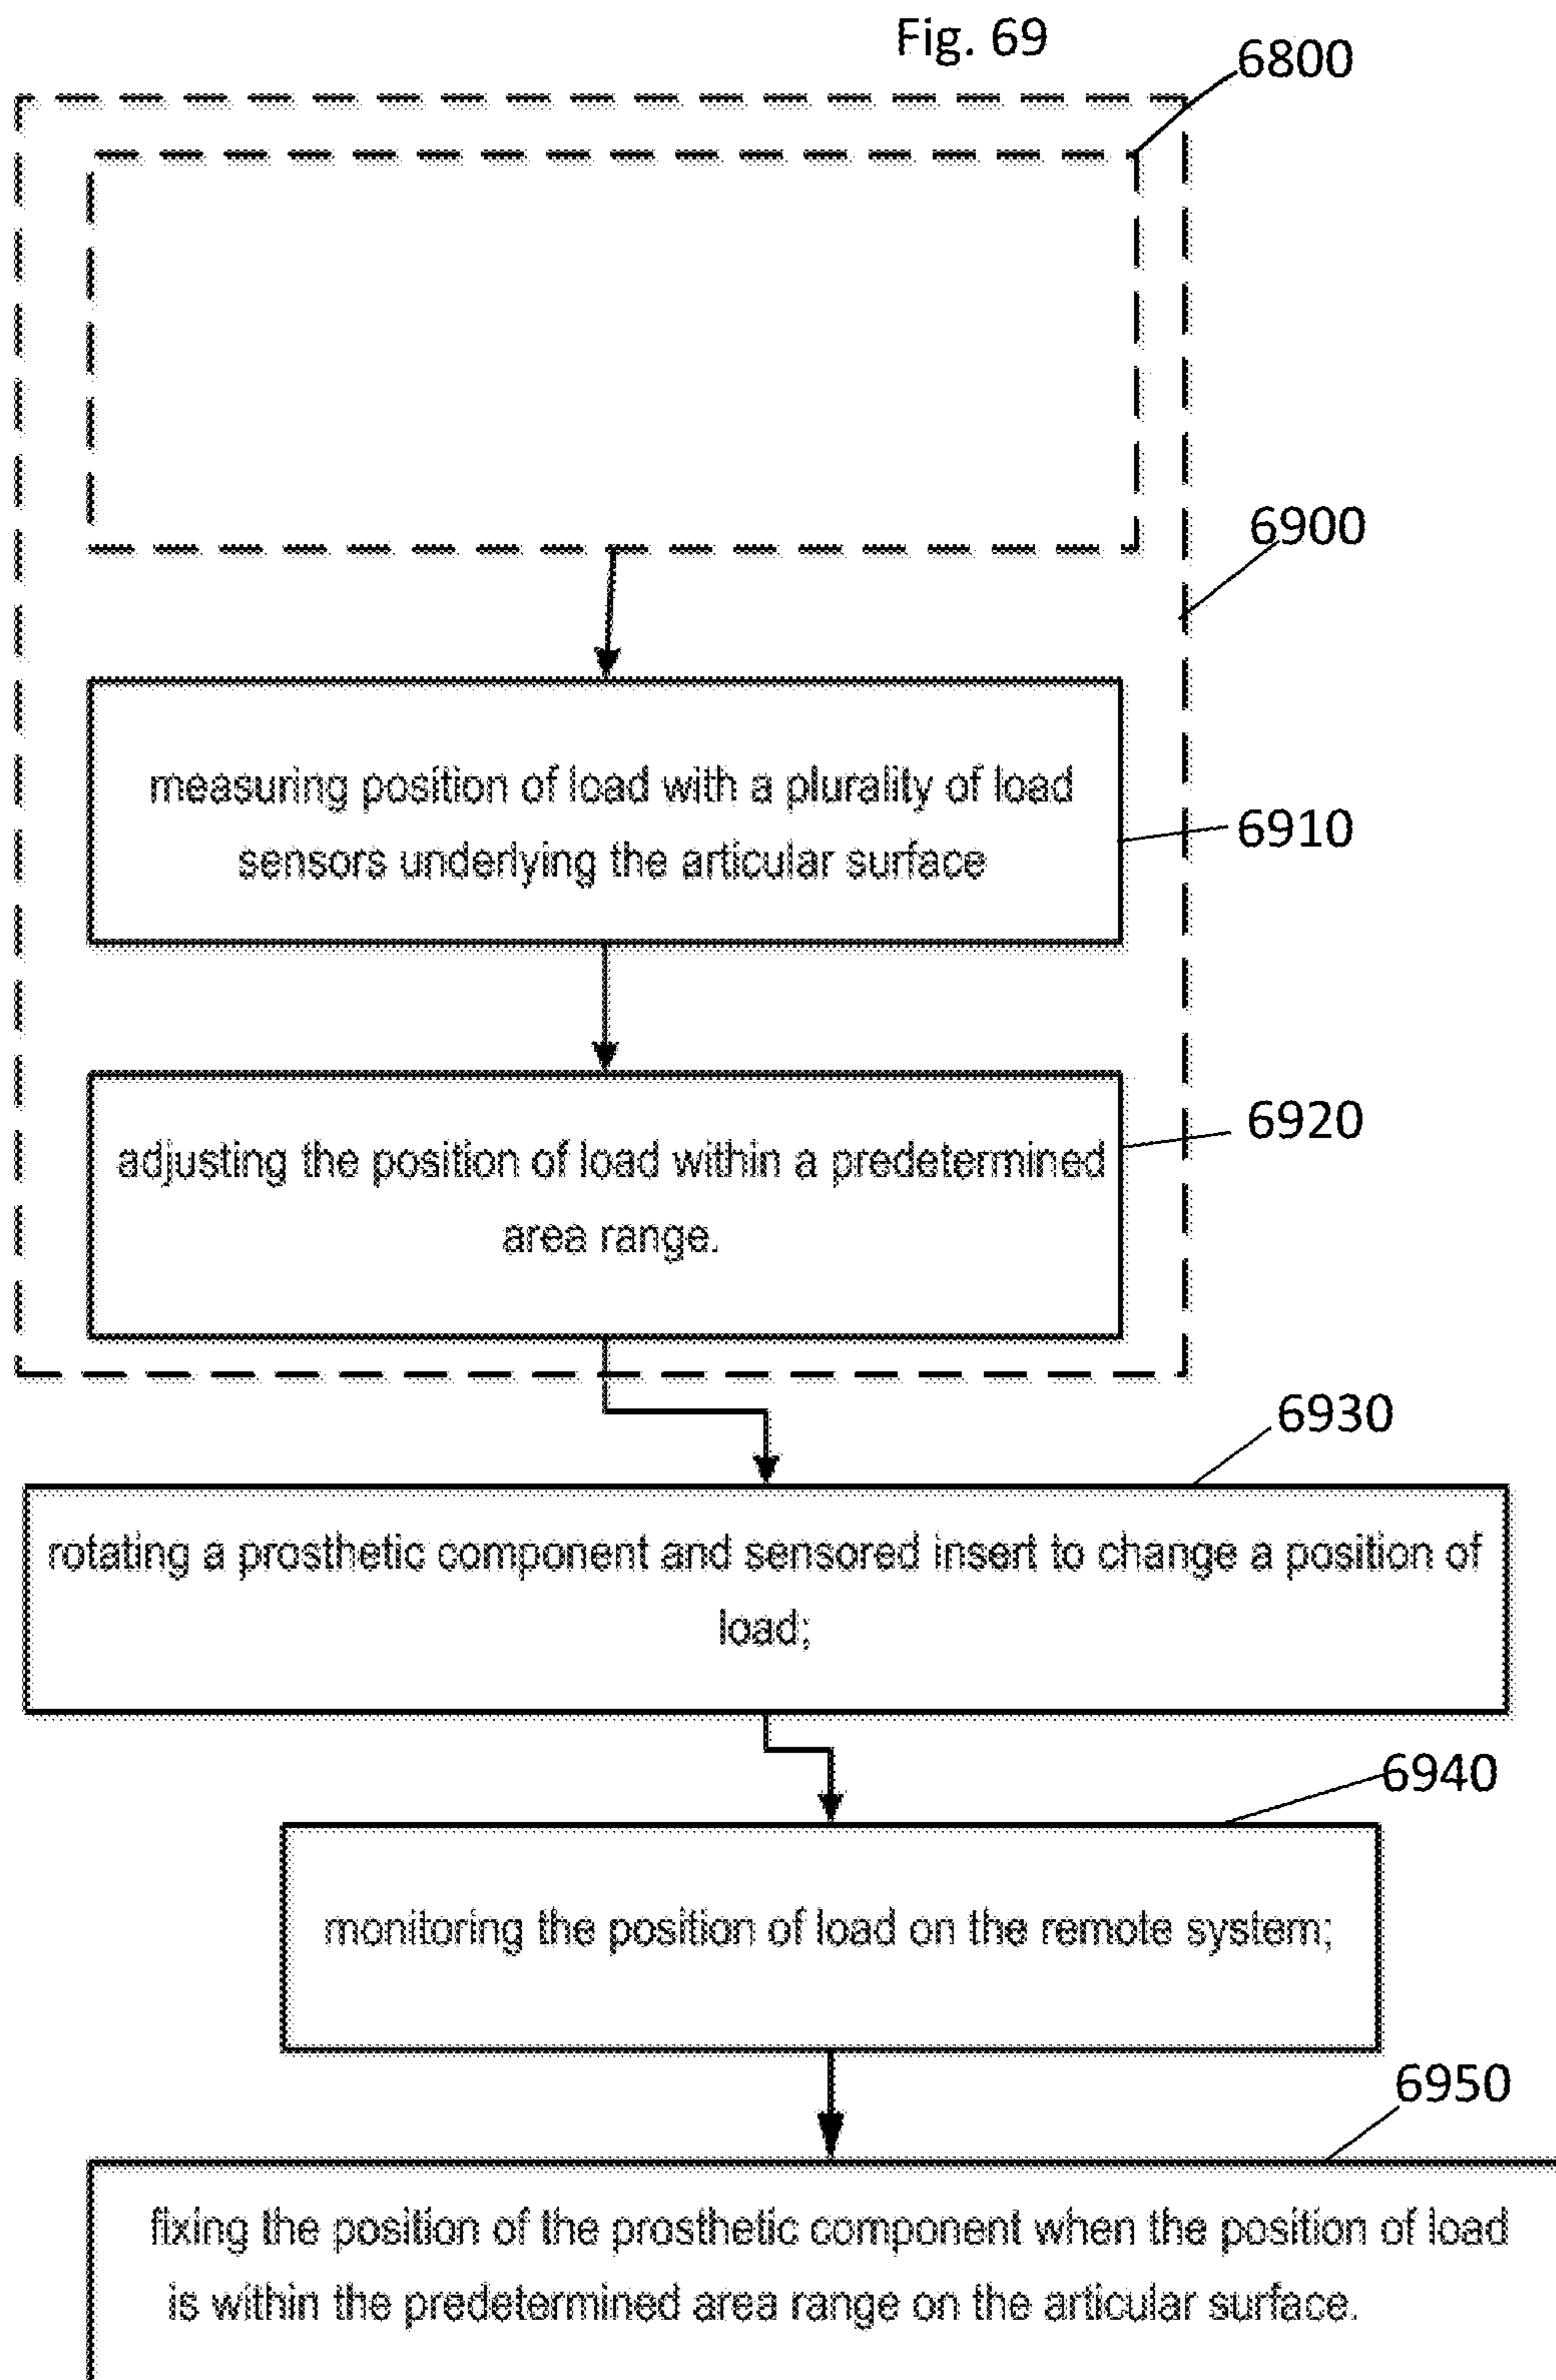 Fig. 69
6800
6900
measuring position of load with a plurality of load
sensors underlying the articular surface
6910
adjusting the position of load within a predetermined
area range.
6920
6930
rotating a prosthetic component and sensored insert to change a position of
load;
6940
monitoring the position of load on the remote system;
6950
fixing the position of the prosthetic component when the position of load
is within the predetermined area range on the articular surface.